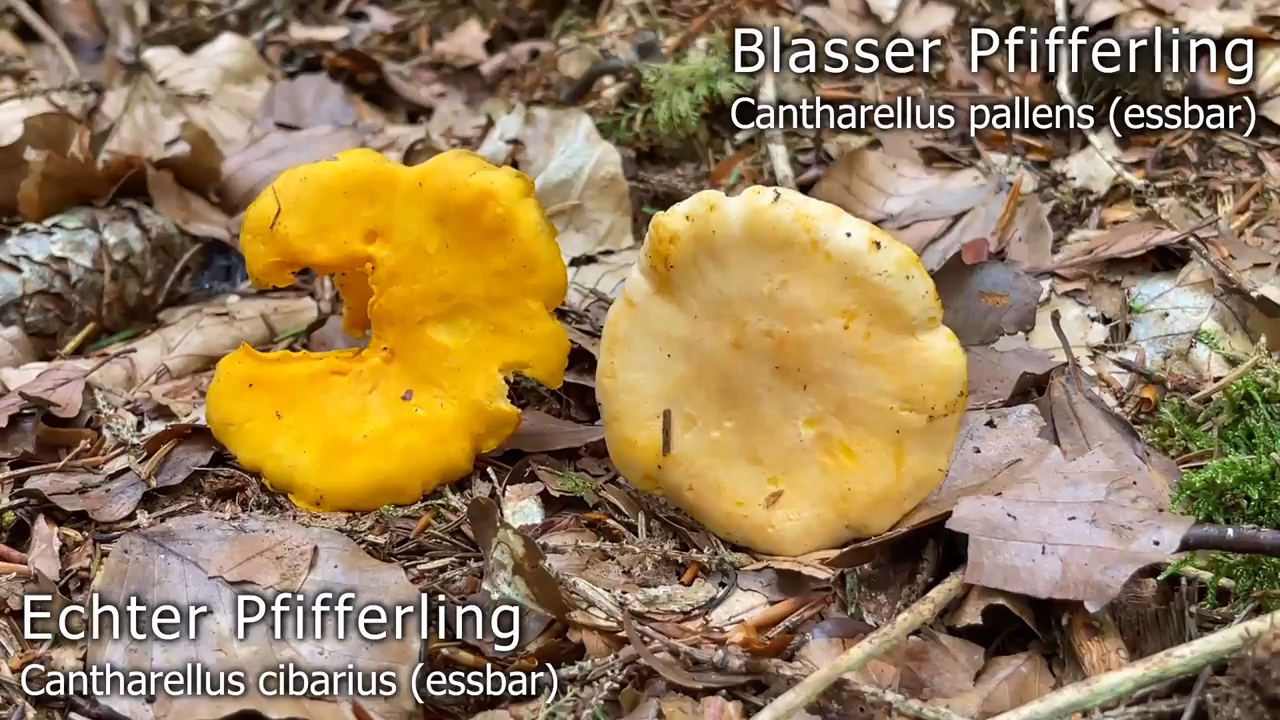 Blasser Pfifferling
Cantharellus pallens (essbar)
Echter Pfifferling
Cantharellus cibarius (essbar)